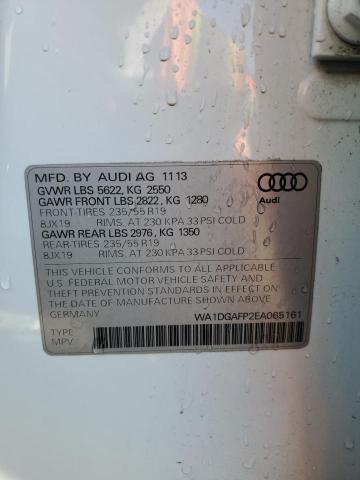 MFD. BY AUDI AG 11 13
GVWR LBS 5622, KG 2550
GAWR FRONT LBS 2822, KG 1280
FRONT-TIRES 235/55 R19
8JX19 RIMS. AT 230 KPA 33 PSI COLD
GAWR REAR LBS 2976, KG 1350
REAR-TIRES 235/55 R19
8JX19 RIMS. AT 230 KPA 33 PSI COLD
Audi
THIS VEHICLE CONFORMS TO ALL APPLICABLE
U.S. FEDERAL MOTOR VEHICLE SAFETY AND
THEFT PREVENTION STANDARDS IN EFFECT ON
THE DATE OF MANUFACTURE SHOWN ABOVE
GERMANY
WA1DGAFP2EA065161
TYPE
MPV